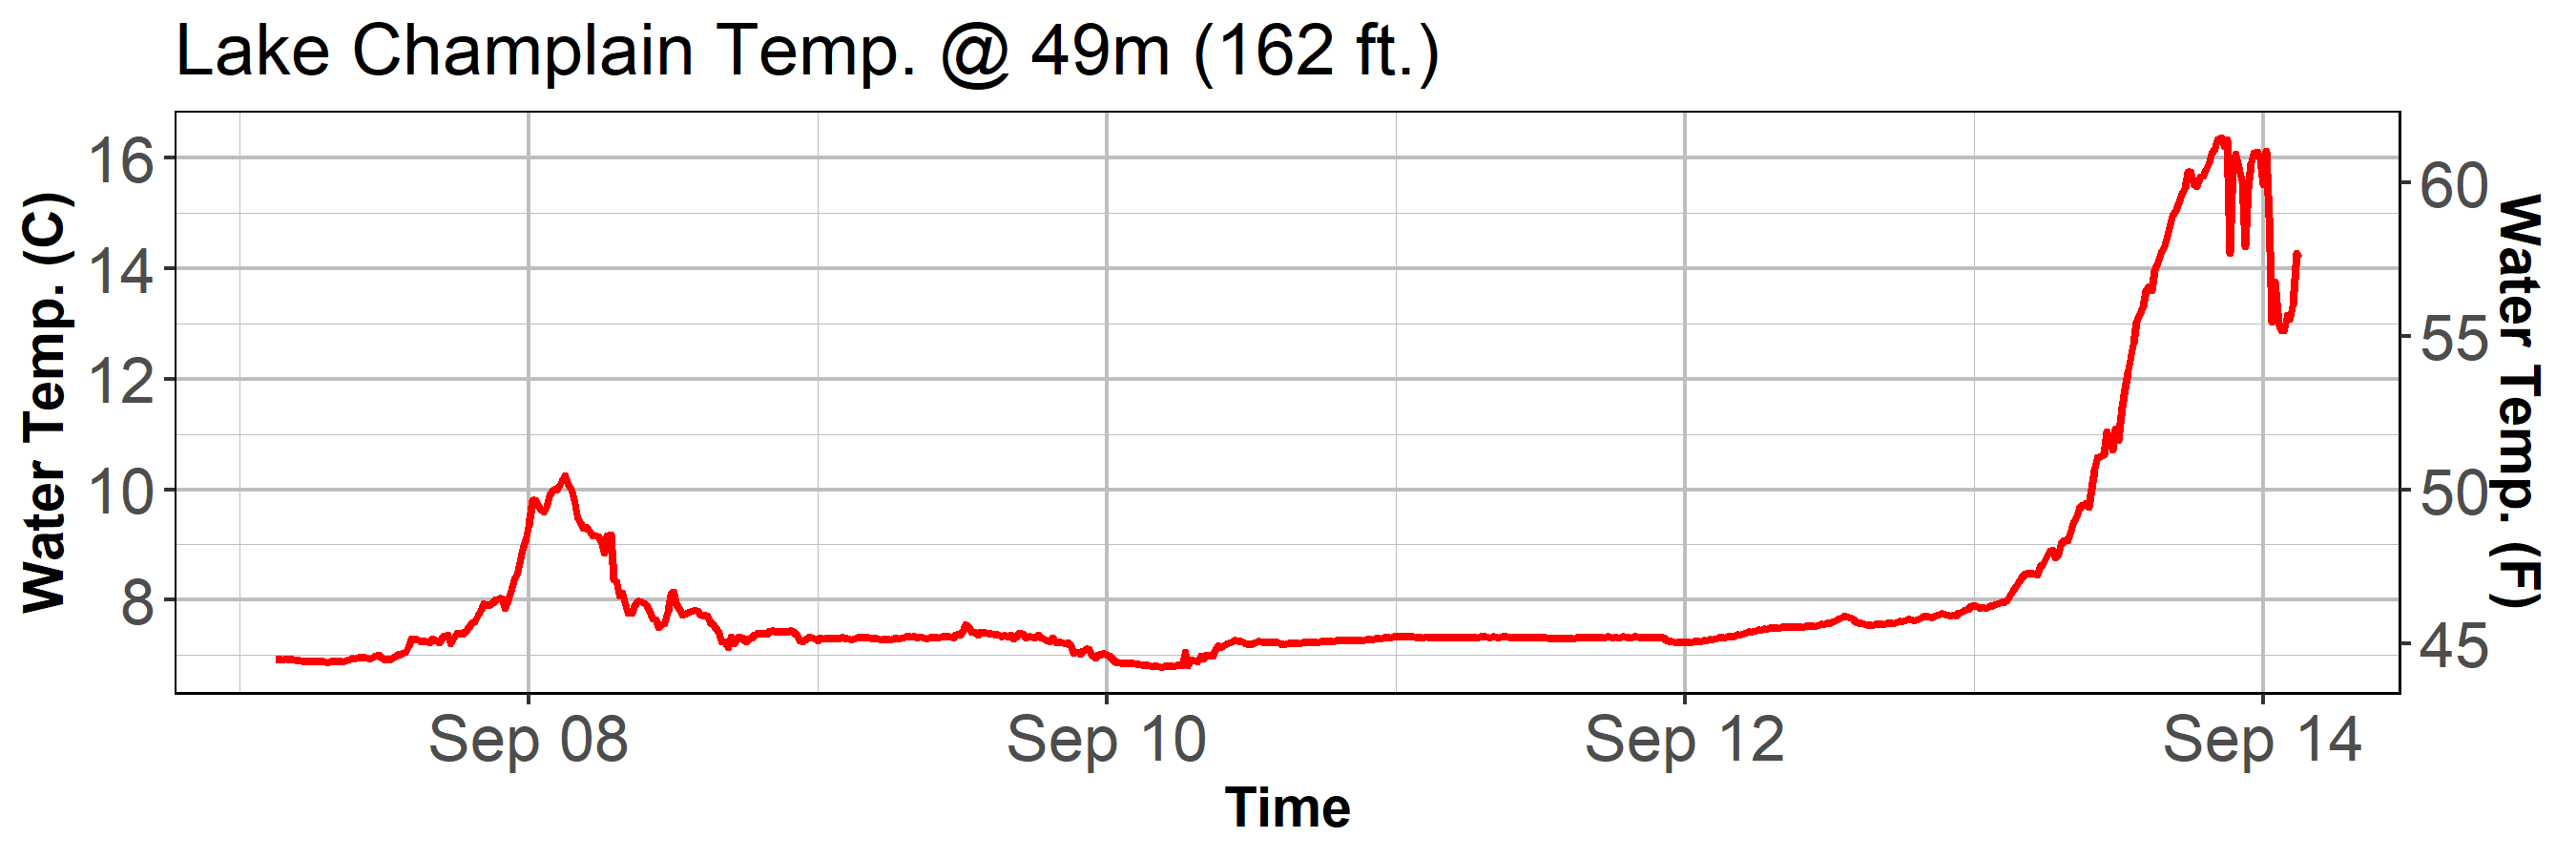 Lake Champlain Temp. @ 49m (162 ft.)
Water Temp. (C)
16
14
12
10
8
60
55
50
45
Water Temp. (F)
Sep 08
Sep 10
Sep 12
Sep 14
Time